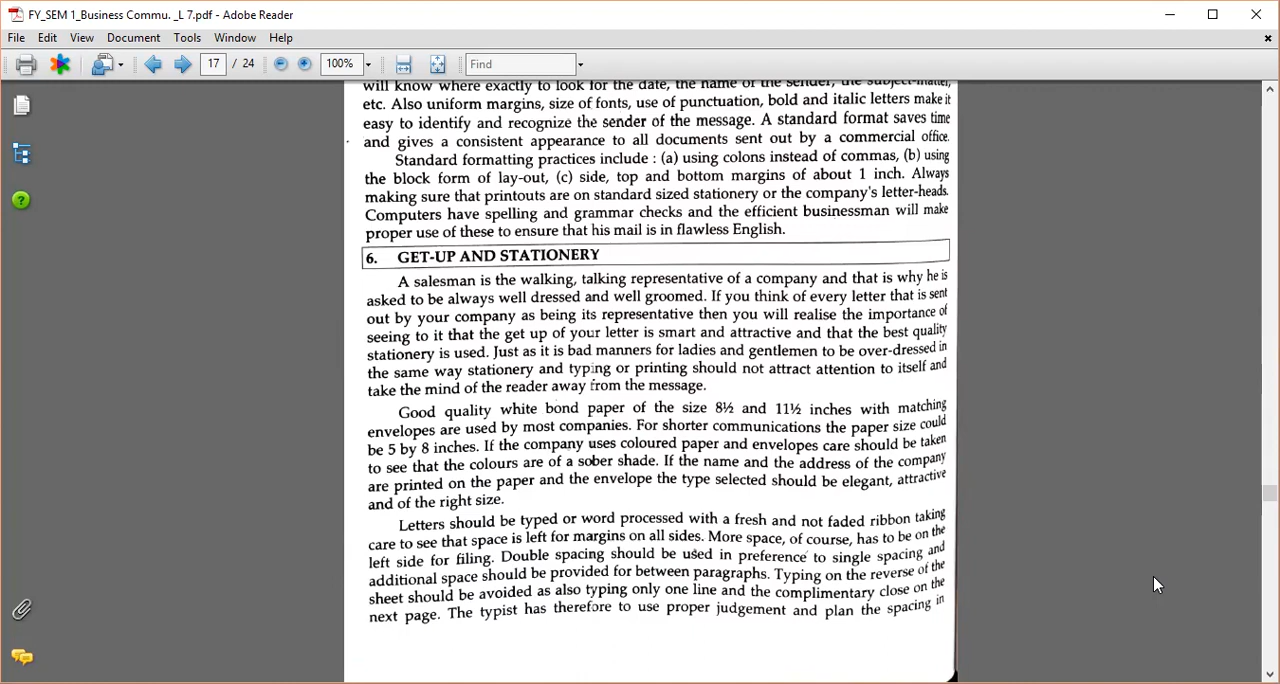 FY_SEM 1_Business Commu. _L 7.pdf - Adobe Reader
File Edit View Document Tools Window Help
17 / 24 100% Find
will know where exactly to look for the date, the name of the sender, the subject-matter,
etc. Also uniform margins, size of fonts, use of punctuation, bold and italic letters make it
easy to identify and recognize the sender of the message. A standard format saves time
and gives a consistent appearance to all documents sent out by a commercial office.
Standard formatting practices include : (a) using colons instead of commas, (b) using
the block form of lay-out, (c) side, top and bottom margins of about 1 inch. Always
making sure that printouts are on standard sized stationery or the company's letter-heads.
Computers have spelling and grammar checks and the efficient businessman will make
proper use of these to ensure that his mail is in flawless English.
6. GET-UP AND STATIONERY
A salesman is the walking, talking representative of a company and that is why he is
asked to be always well dressed and well groomed. If you think of every letter that is sent
out by your company as being its representative then you will realise the importance of
seeing to it that the get up of your letter is smart and attractive and that the best quality
stationery is used. Just as it is bad manners for ladies and gentlemen to be over-dressed in
the same way stationery and typing or printing should not attract attention to itself and
take the mind of the reader away from the message.
Good quality white bond paper of the size 8½ and 11½ inches with matching
envelopes are used by most companies. For shorter communications the paper size could
be 5 by 8 inches. If the company uses coloured paper and envelopes care should be taken
to see that the colours are of a sober shade. If the name and the address of the company
are printed on the paper and the envelope the type selected should be elegant, attractive
and of the right size.
Letters should be typed or word processed with a fresh and not faded ribbon taking
care to see that space is left for margins on all sides. More space, of course, has to be on the
left side for filing. Double spacing should be used in preference to single spacing and
additional space should be provided for between paragraphs. Typing on the reverse of the
sheet should be avoided as also typing only one line and the complimentary close on the
next page. The typist has therefore to use proper judgement and plan the spacing in